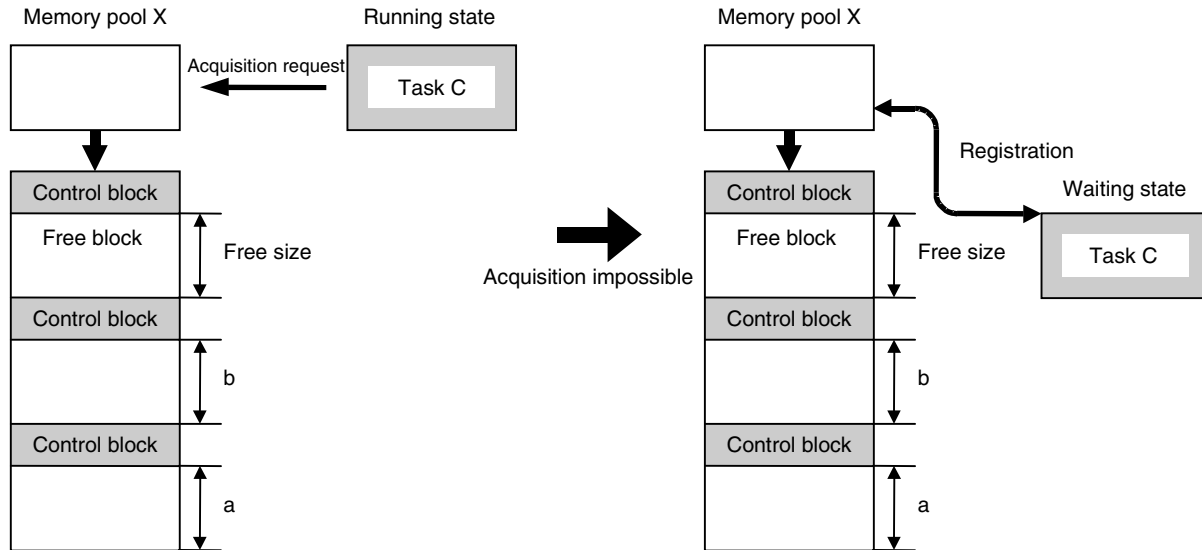 Memory pool X
Running state
Acquisition request
Task C
Control block
Free block
Free size
Control block
b
Control block
a
Acquisition impossible
Memory pool X
Registration
Waiting state
Task C
Control block
Free block
Free size
Control block
b
Control block
a